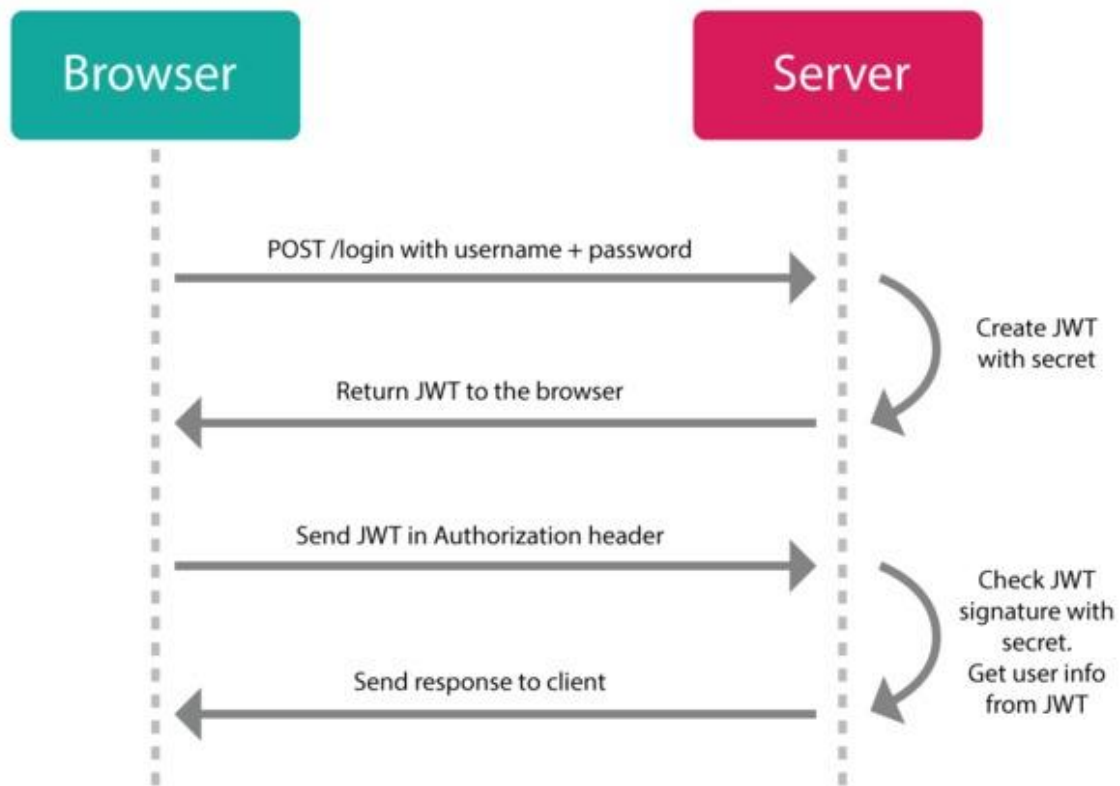 Browser
Server
POST /login with username + password
Create JWT
with secret
Return JWT to the browser
Send JWT in Authorization header
Check JWT
signature with
secret.
Get user info
from JWT
Send response to client